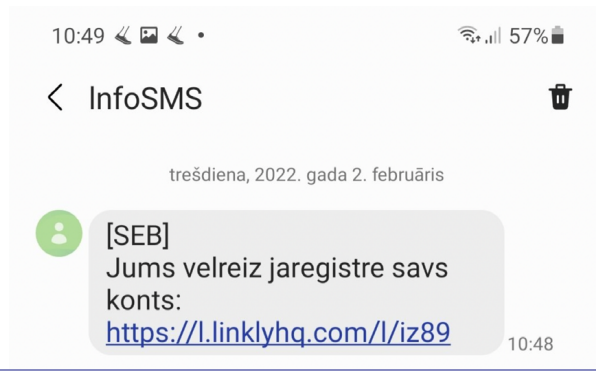 10:49 57%
InfoSMS
trešdiena, 2022. gada 2. februāris
[SEB]
Jums velreiz jaregistre savs
konts:
https://l.linklyhq.com/l/iz89
10:48